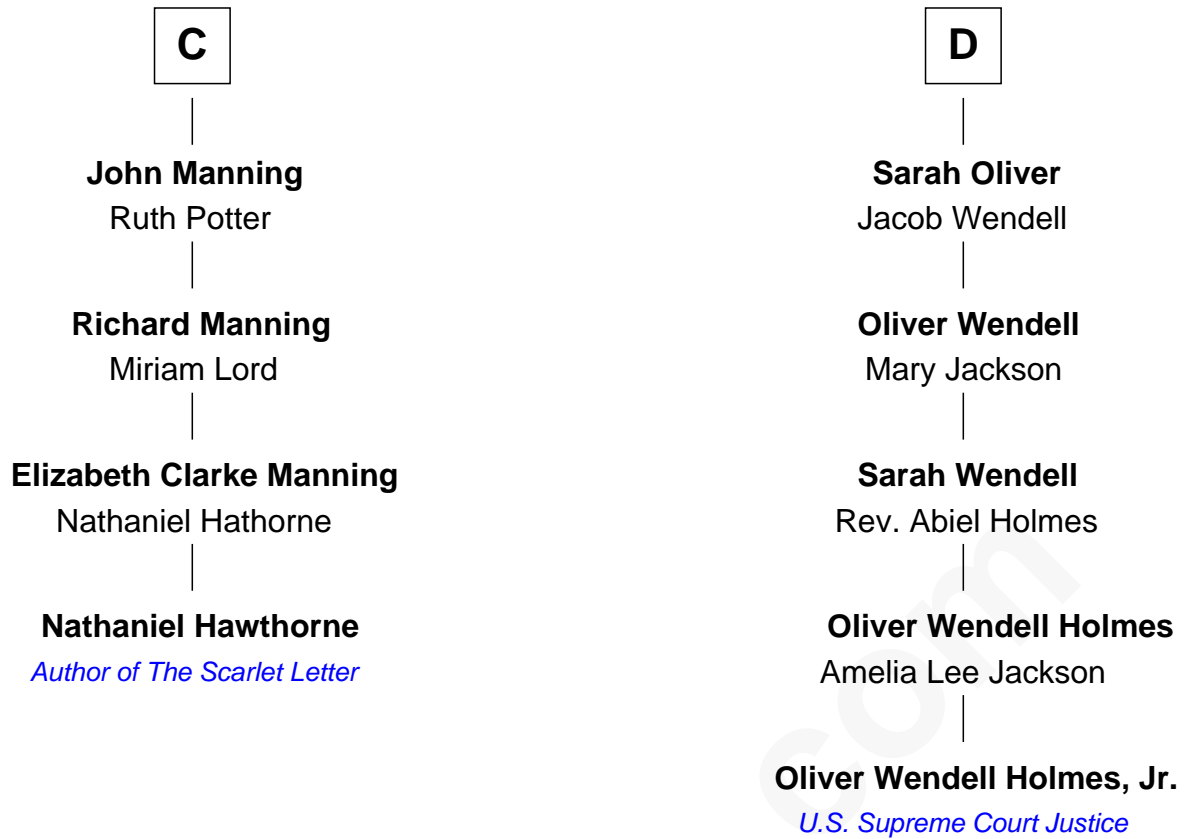 C
John Manning
Ruth Potter
Richard Manning
Miriam Lord
Elizabeth Clarke Manning
Nathaniel Hathorne
Nathaniel Hawthorne
Author of The Scarlet Letter
D
Sarah Oliver
Jacob Wendell
Oliver Wendell
Mary Jackson
Sarah Wendell
Rev. Abiel Holmes
Oliver Wendell Holmes
Amelia Lee Jackson
Oliver Wendell Holmes, Jr.
U.S. Supreme Court Justice
com